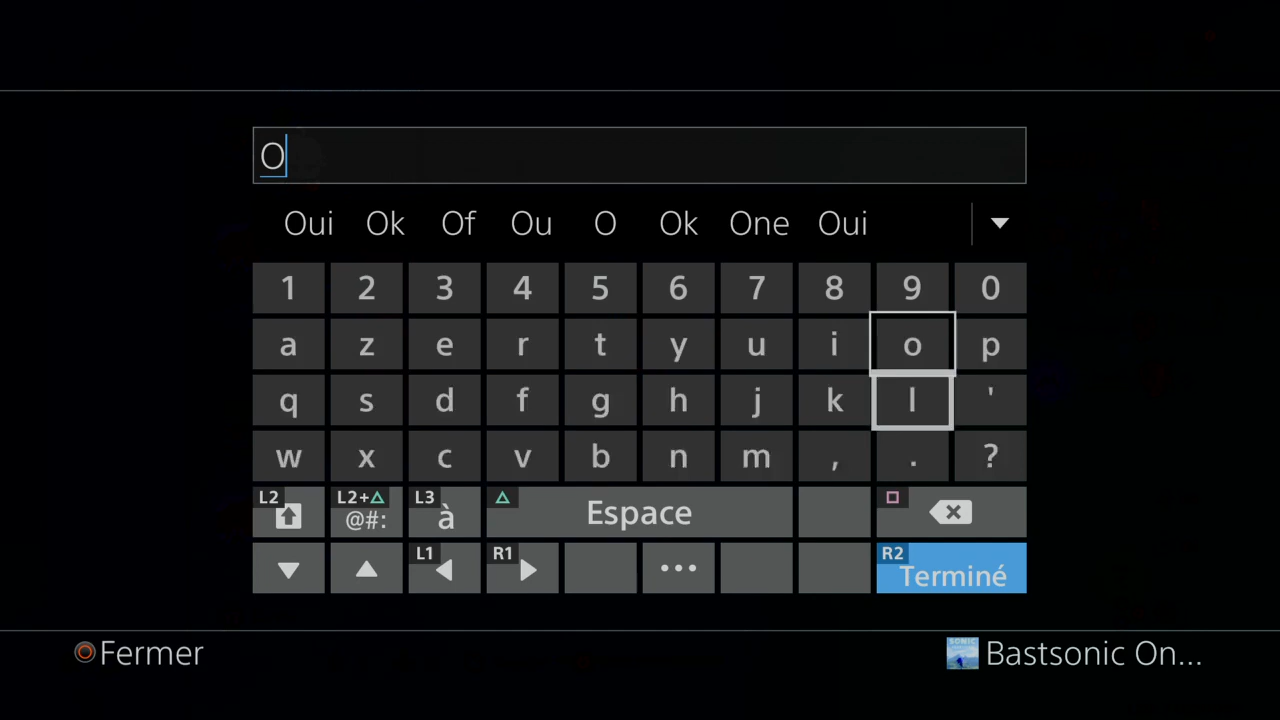 O
Oui Ok Of Ou O Ok One Oui
1 2 3 4 5 6 7 8 9 0
a z e r t y u i o p
q s d f g h j k l '
w x c v b n m , . ?
L2 L2+△ @#: L3 à △ Espace □
L1 R1 ... R2 Terminé
Fermer Bastsonic On...